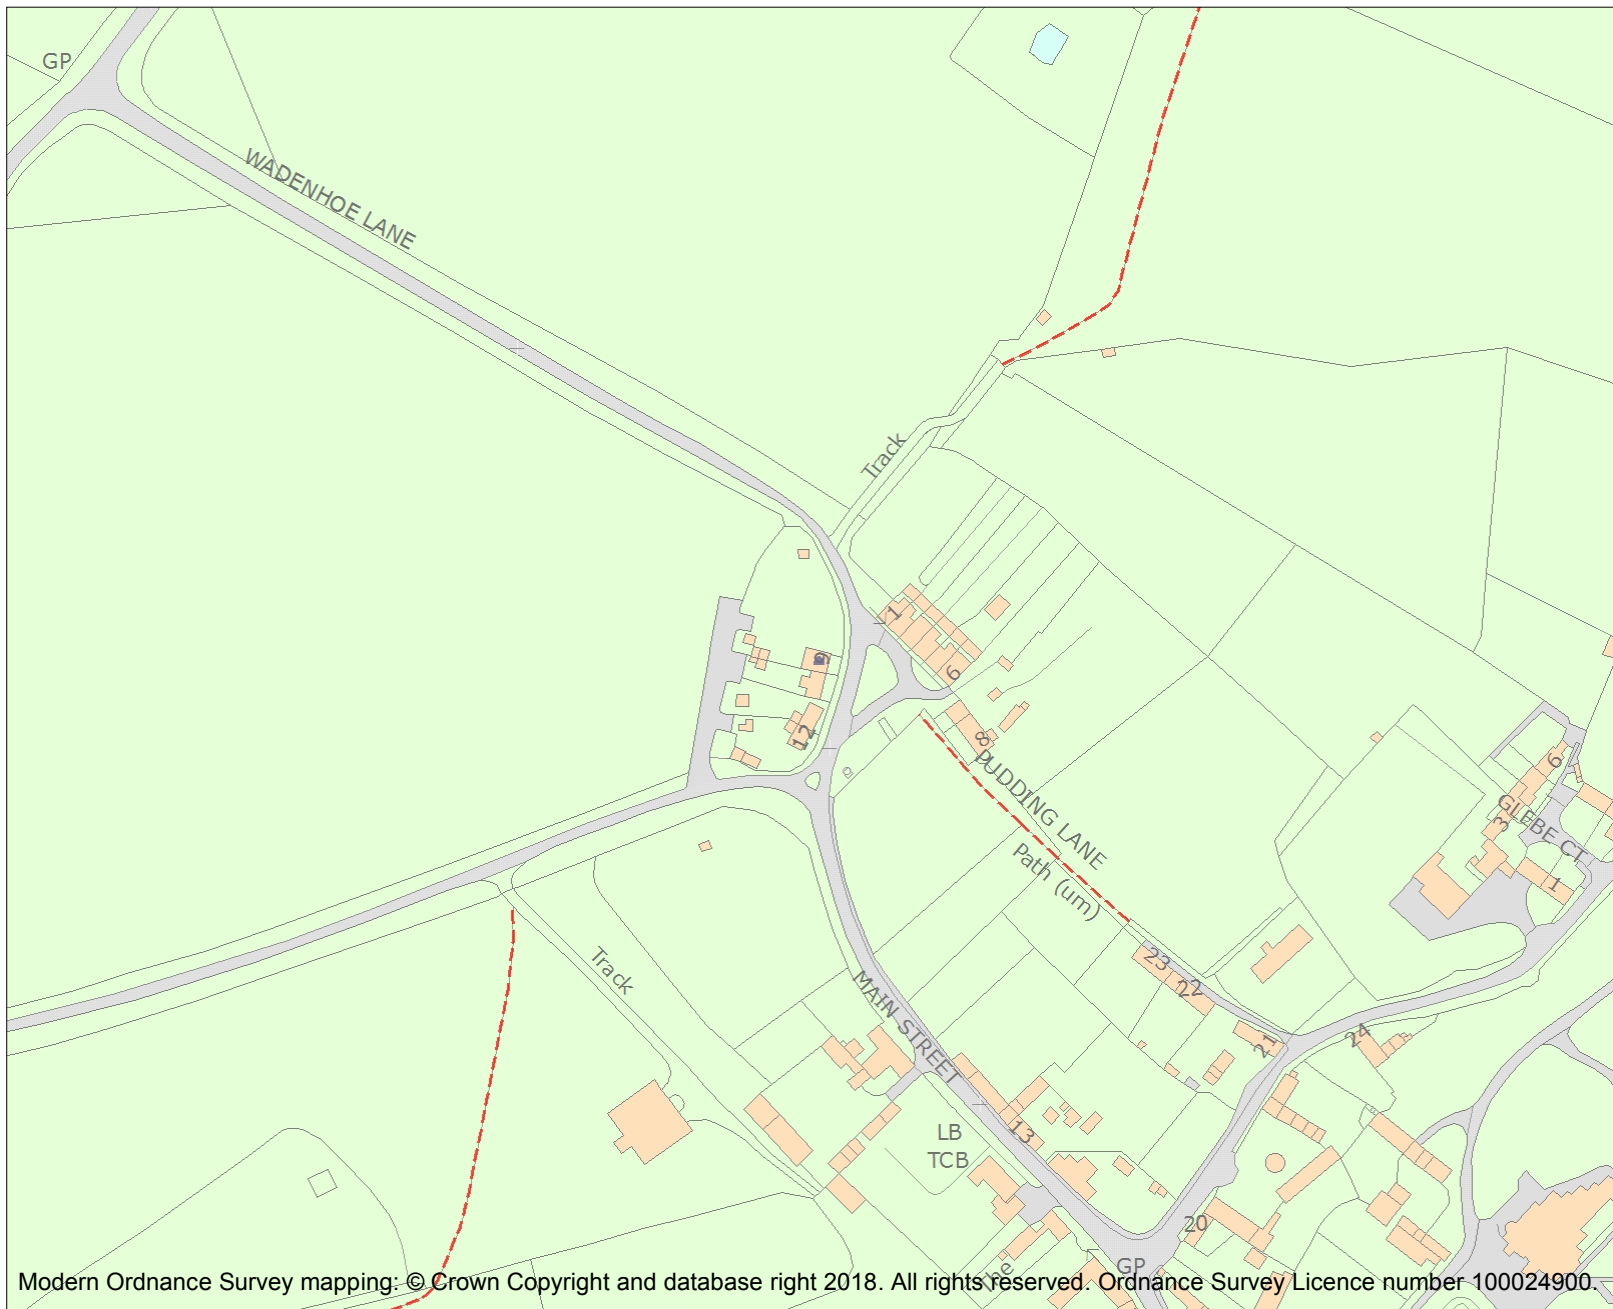 GP
WADENHOE LANE
Track
1
6
9
12
8
PUDDING LANE
Path (um)
6
GLEBE CT
3
1
Track
23
22
MAIN STREET
21
24
13
LB
TCB
20
The
GP
Modern Ordnance Survey mapping: © Crown Copyright and database right 2018. All rights reserved. Ordnance Survey Licence number 100024900.